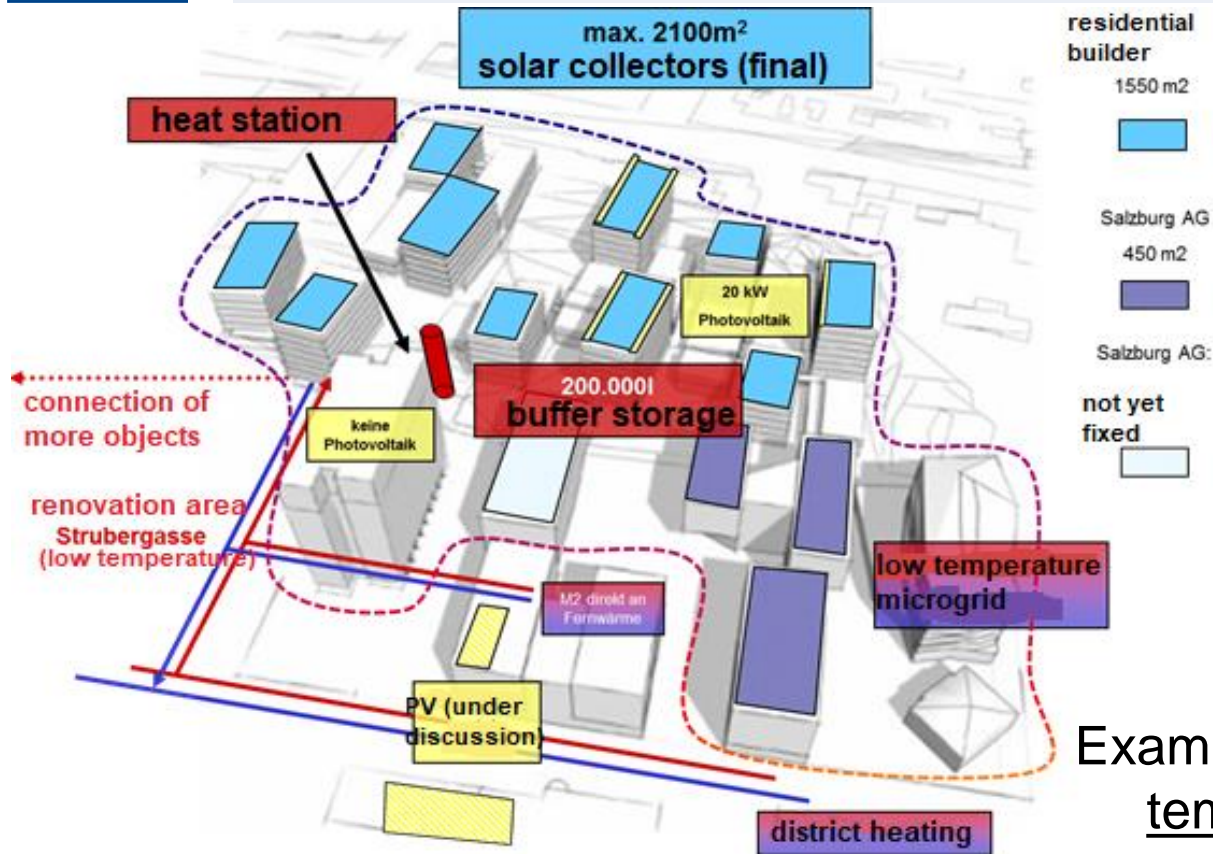 max. 2100m²
solar collectors (final)
residential
builder
1550 m2
heat station
Salzburg AG
450 m2
20 kW
Photovoltaik
Salzburg AG:
not yet
fixed
200.000l
buffer storage
connection of
more objects
keine
Photovoltaik
renovation area
Strubergasse
(low temperature)
low temperature
microgrid
M2 direkt an
Fernwärme
PV (under
discussion)
Exam
ten
district heating